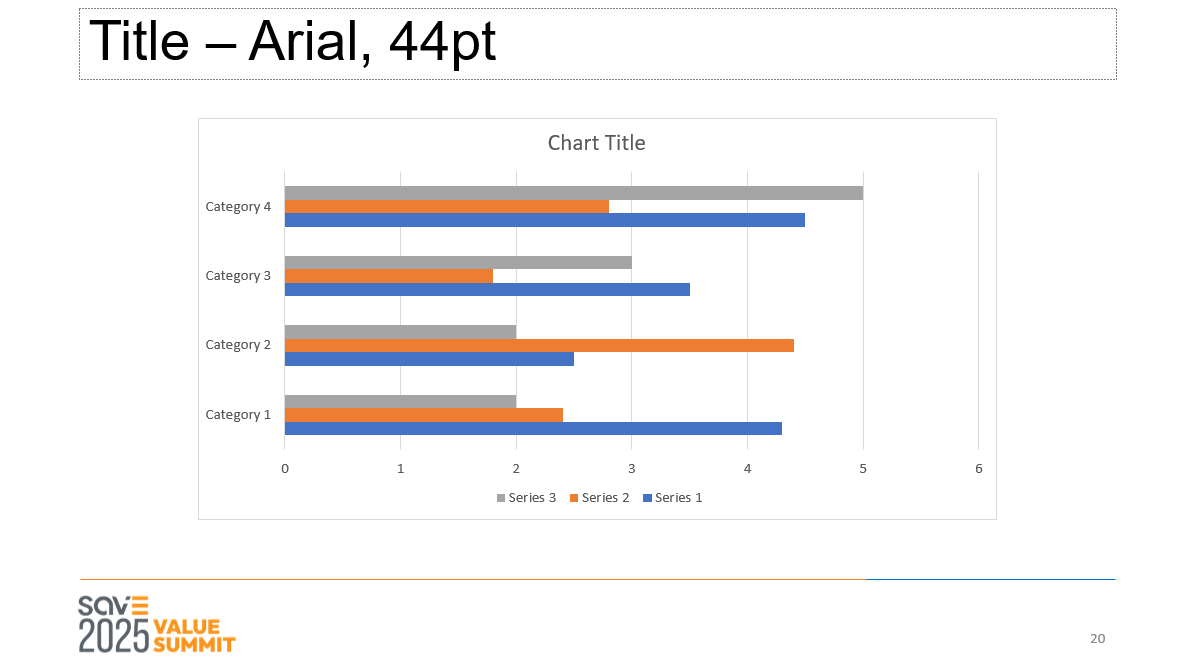 Title – Arial, 44pt
Chart Title
Category 4
Category 3
Category 2
Category 1
0 1 2 3 4 5 6
Series 3 Series 2 Series 1
SAVE
2025 VALUE
SUMMIT
20